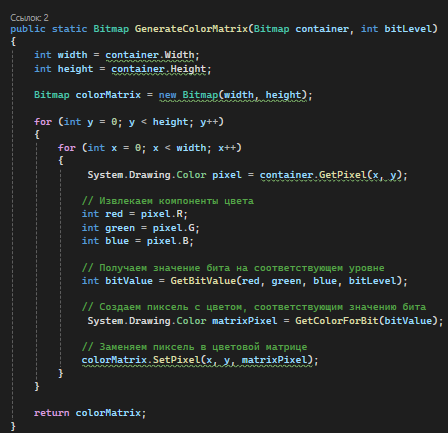 Ссылок: 2
public static Bitmap GenerateColorMatrix(Bitmap container, int bitLevel)
{
    int width = container.Width;
    int height = container.Height;

    Bitmap colorMatrix = new Bitmap(width, height);

    for (int y = 0; y < height; y++)
    {
        for (int x = 0; x < width; x++)
        {
            System.Drawing.Color pixel = container.GetPixel(x, y);

            // Извлекаем компоненты цвета
            int red = pixel.R;
            int green = pixel.G;
            int blue = pixel.B;

            // Получаем значение бита на соответствующем уровне
            int bitValue = GetBitValue(red, green, blue, bitLevel);

            // Создаем пиксель с цветом, соответствующим значению бита
            System.Drawing.Color matrixPixel = GetColorForBit(bitValue);

            // Заменяем пиксель в цветовой матрице
            colorMatrix.SetPixel(x, y, matrixPixel);
        }
    }

    return colorMatrix;
}